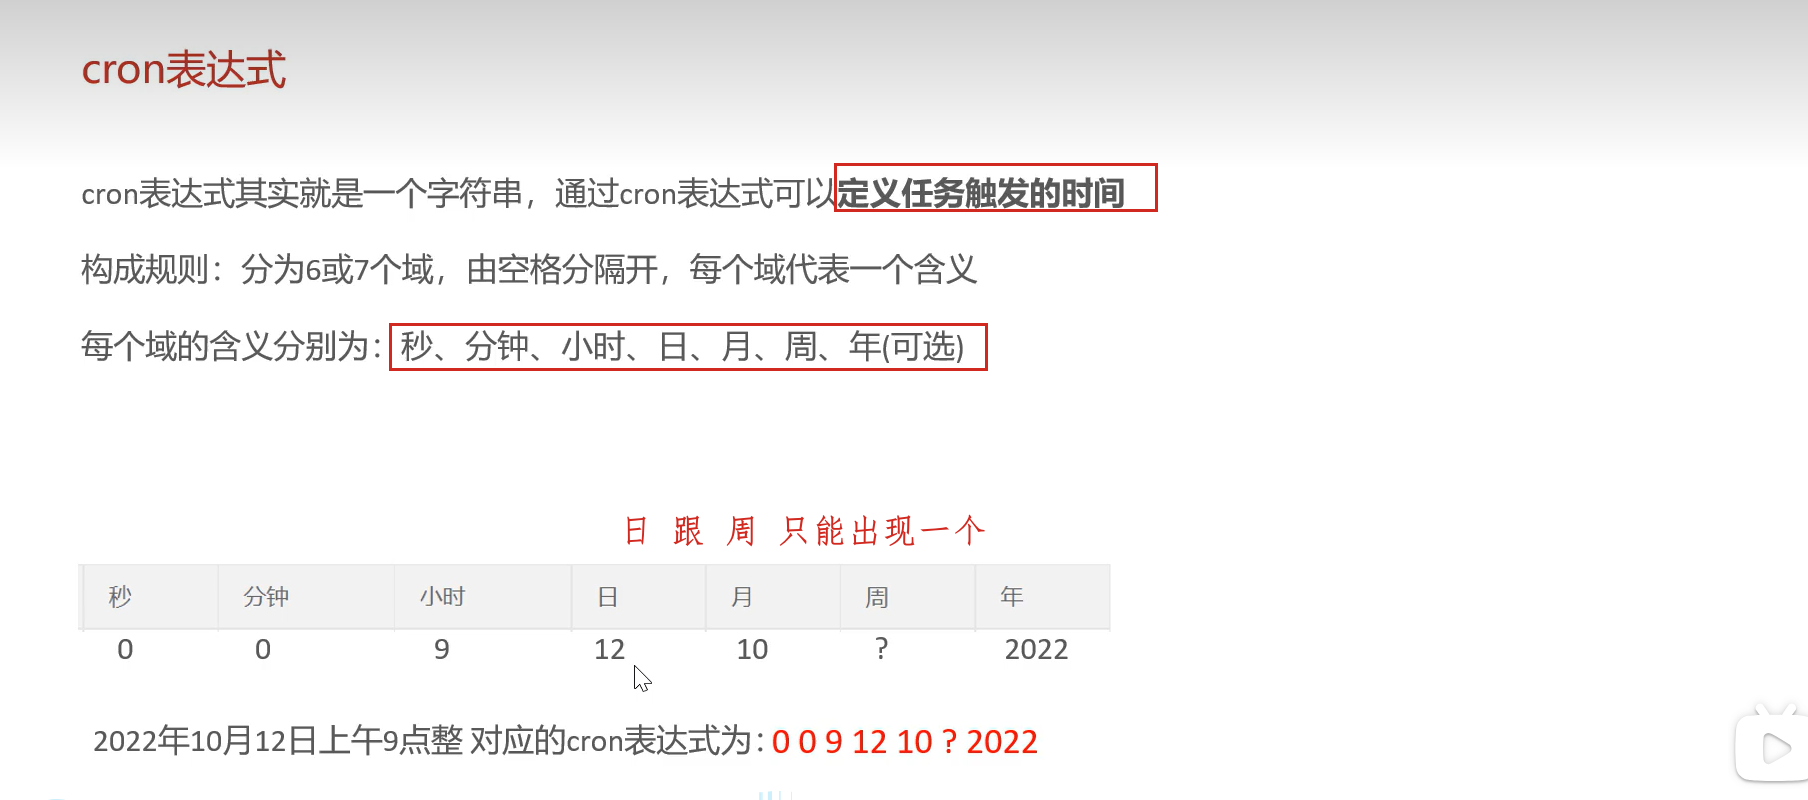 cron表达式
cron表达式其实就是一个字符串，通过cron表达式可以定义任务触发的时间
构成规则：分为6或7个域，由空格分隔开，每个域代表一个含义
每个域的含义分别为：秒、分钟、小时、日、月、周、年(可选)
日 跟 周 只能出现一个
秒 分钟 小时 日 月 周 年
0 0 9 12 10 ? 2022
2022年10月12日上午9点整 对应的cron表达式为：0 0 9 12 10 ? 2022